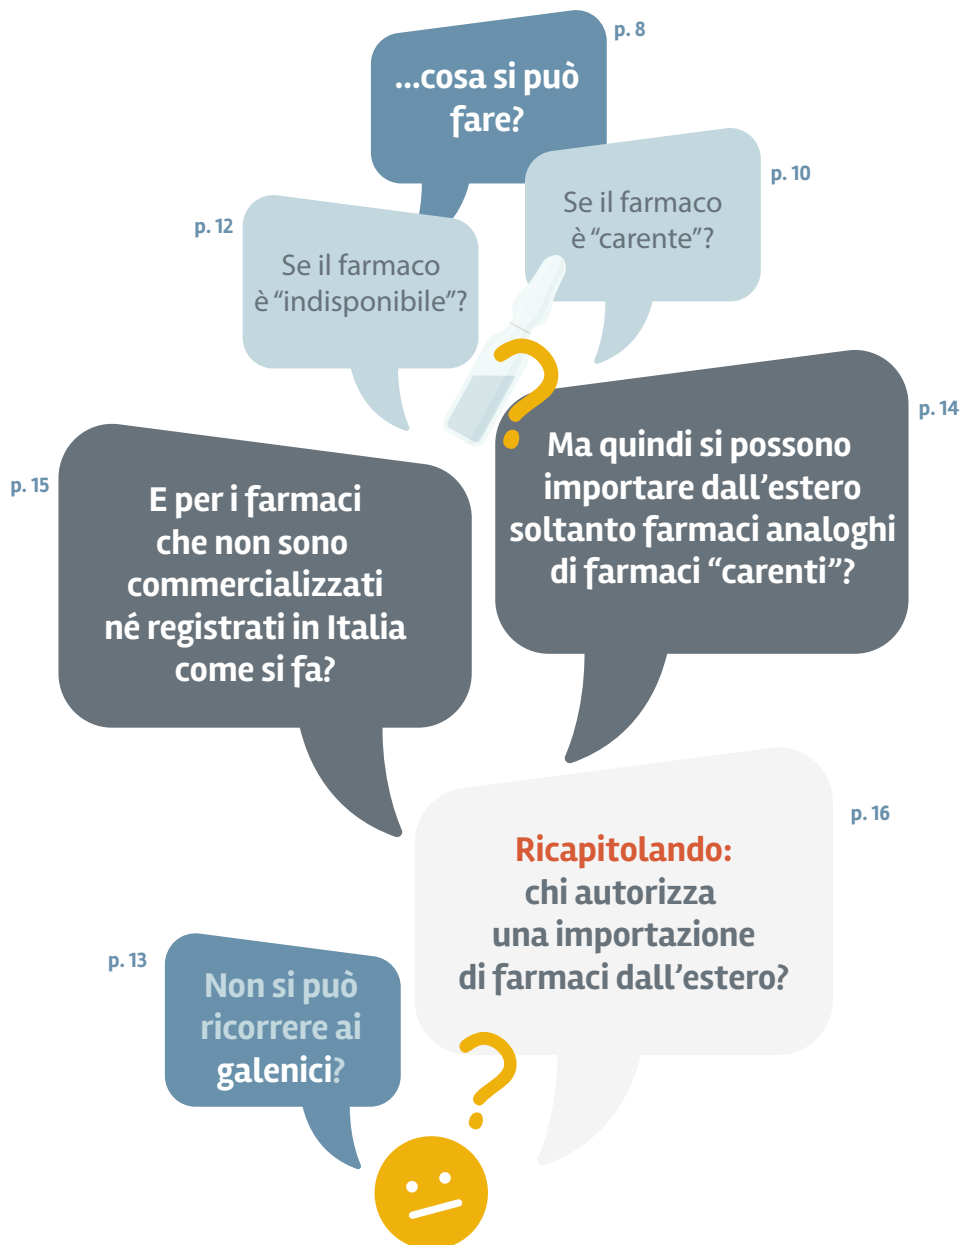 p. 8
...cosa si può
fare?
p. 10
Se il farmaco
è “carente”?
p. 12
Se il farmaco
è “indisponibile”?
p. 14
Ma quindi si possono
importare dall’estero
soltanto farmaci analoghi
di farmaci “carenti”?
p. 15
E per i farmaci
che non sono
commercializzati
né registrati in Italia
come si fa?
p. 16
Ricapitolando:
chi autorizza
una importazione
di farmaci dall’estero?
p. 13
Non si può
ricorrere ai
galenici?